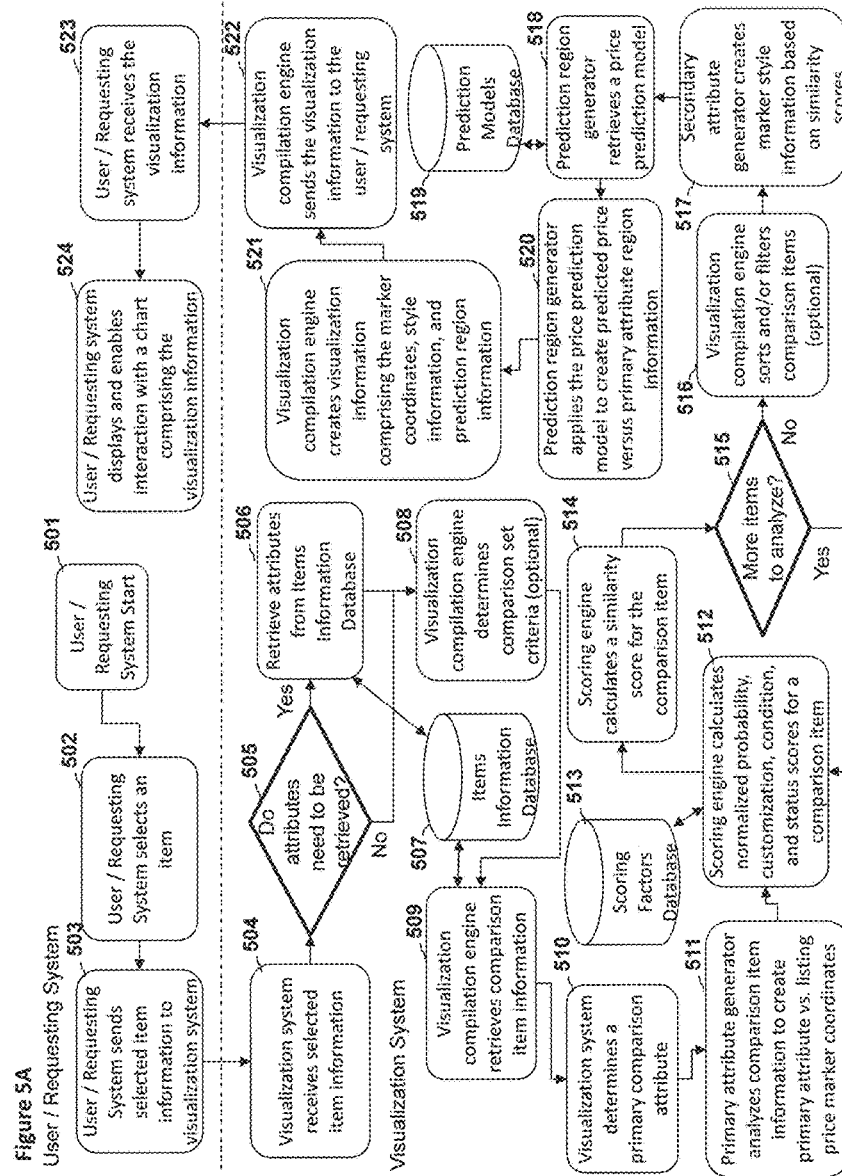 Figure 5A
User / Requesting System
501
User /
Requesting
System Start
502
User / Requesting
System selects an
item
503
User / Requesting
System sends
selected item
information to
visualization system
504
Visualization system
receives selected
item information
505
Do
attributes
need to be
retrieved?
Yes
No
506
Retrieve attributes
from Items
Information
Database
507
Items
Information
Database
508
Visualization
compilation engine
determines
comparison set
criteria (optional)
Visualization System
509
Visualization
compilation engine
retrieves comparison
item information
510
Visualization system
determines a
primary comparison
attribute
511
Primary attribute generator
analyzes comparison item
information to create
primary attribute vs. listing
price marker coordinates
512
Scoring engine calculates
normalized probability,
customization, condition,
and status scores for a
comparison item
513
Scoring
Factors
Database
514
Scoring engine
calculates a similarity
score for the
comparison item
515
More items
to analyze?
Yes
No
516
Visualization
compilation engine
sorts and/or filters
comparison items
(optional)
517
Secondary
attribute
generator creates
marker style
information based
on similarity
scores
518
Prediction region
generator
retrieves a price
prediction model
519
Prediction
Models
Database
520
Prediction region generator
applies the price prediction
model to create predicted price
versus primary attribute region
information
521
Visualization
compilation engine
creates visualization
information
comprising the marker
coordinates, style
information, and
prediction region
information
522
Visualization
compilation engine
sends the visualization
information to the
user / requesting
system
523
User / Requesting
system receives the
visualization
information
524
User / Requesting system
displays and enables
interaction with a chart
comprising the
visualization information